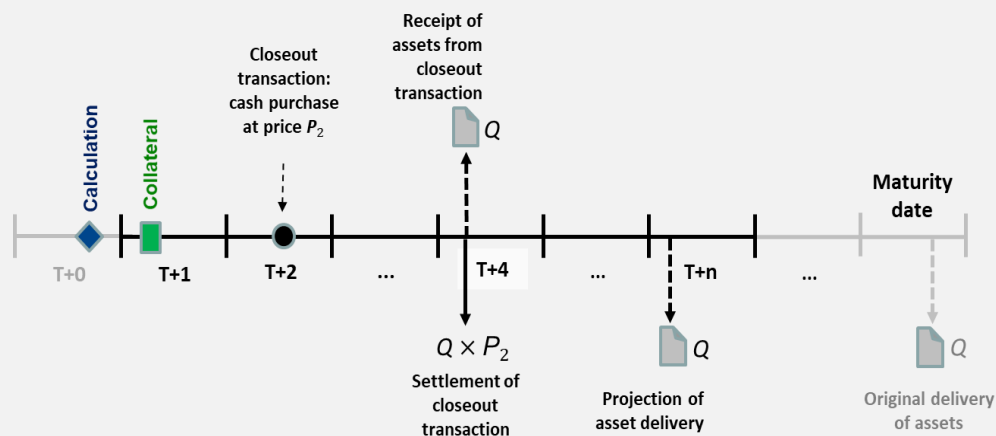 Receipt of
assets from
closeout
transaction
Q
Closeout
transaction:
cash purchase
at price P₂
Calculation
Collateral
Maturity
date
T+0
T+1
T+2
...
T+4
...
T+n
...
Q × P₂
Settlement of
closeout
transaction
Q
Projection of
asset delivery
Q
Original delivery
of assets